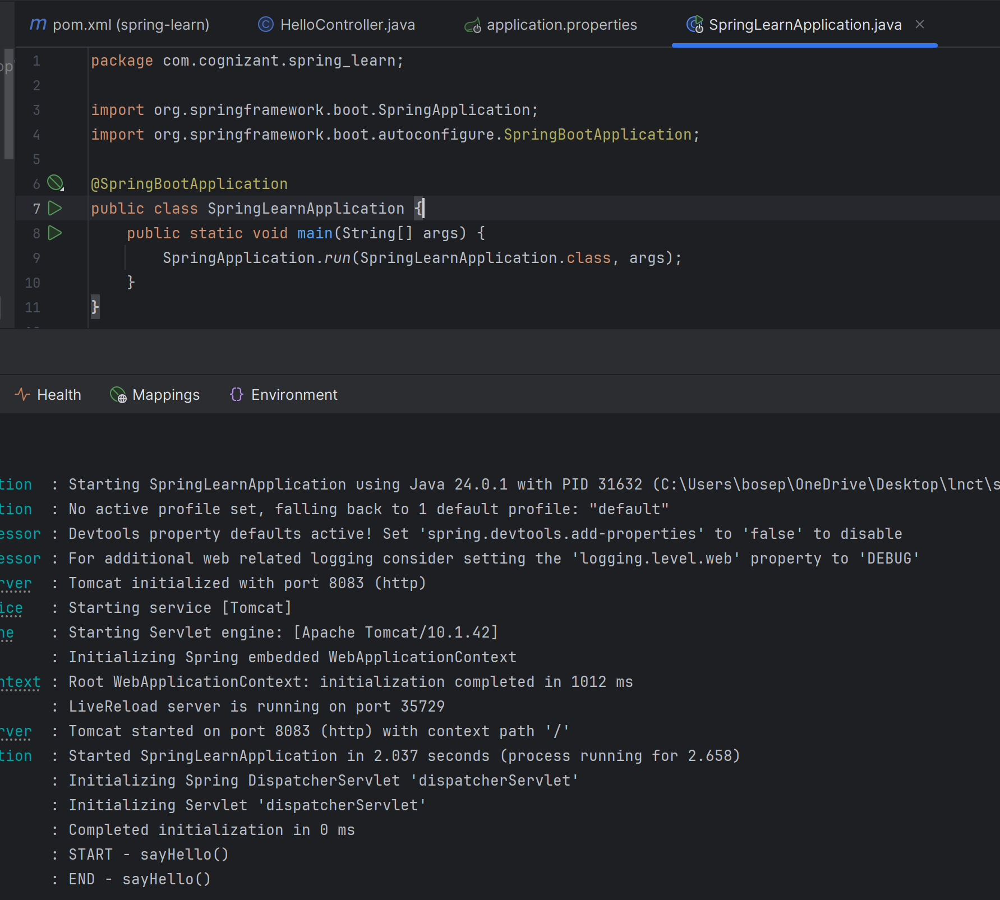 m pom.xml (spring-learn) HelloController.java application.properties SpringLearnApplication.java
1 package com.cognizant.spring_learn;
2
3 import org.springframework.boot.SpringApplication;
4 import org.springframework.boot.autoconfigure.SpringBootApplication;
5
6 @SpringBootApplication
7 public class SpringLearnApplication {
8 public static void main(String[] args) {
9 SpringApplication.run(SpringLearnApplication.class, args);
10 }
11 }
Health Mappings Environment
tion : Starting SpringLearnApplication using Java 24.0.1 with PID 31632 (C:\Users\bosep\OneDrive\Desktop\lnct\s
tion : No active profile set, falling back to 1 default profile: "default"
essor : Devtools property defaults active! Set 'spring.devtools.add-properties' to 'false' to disable
essor : For additional web related logging consider setting the 'logging.level.web' property to 'DEBUG'
rver : Tomcat initialized with port 8083 (http)
ice : Starting service [Tomcat]
ne : Starting Servlet engine: [Apache Tomcat/10.1.42]
: Initializing Spring embedded WebApplicationContext
ntext : Root WebApplicationContext: initialization completed in 1012 ms
: LiveReload server is running on port 35729
rver : Tomcat started on port 8083 (http) with context path '/'
tion : Started SpringLearnApplication in 2.037 seconds (process running for 2.658)
: Initializing Spring DispatcherServlet 'dispatcherServlet'
: Initializing Servlet 'dispatcherServlet'
: Completed initialization in 0 ms
: START - sayHello()
: END - sayHello()